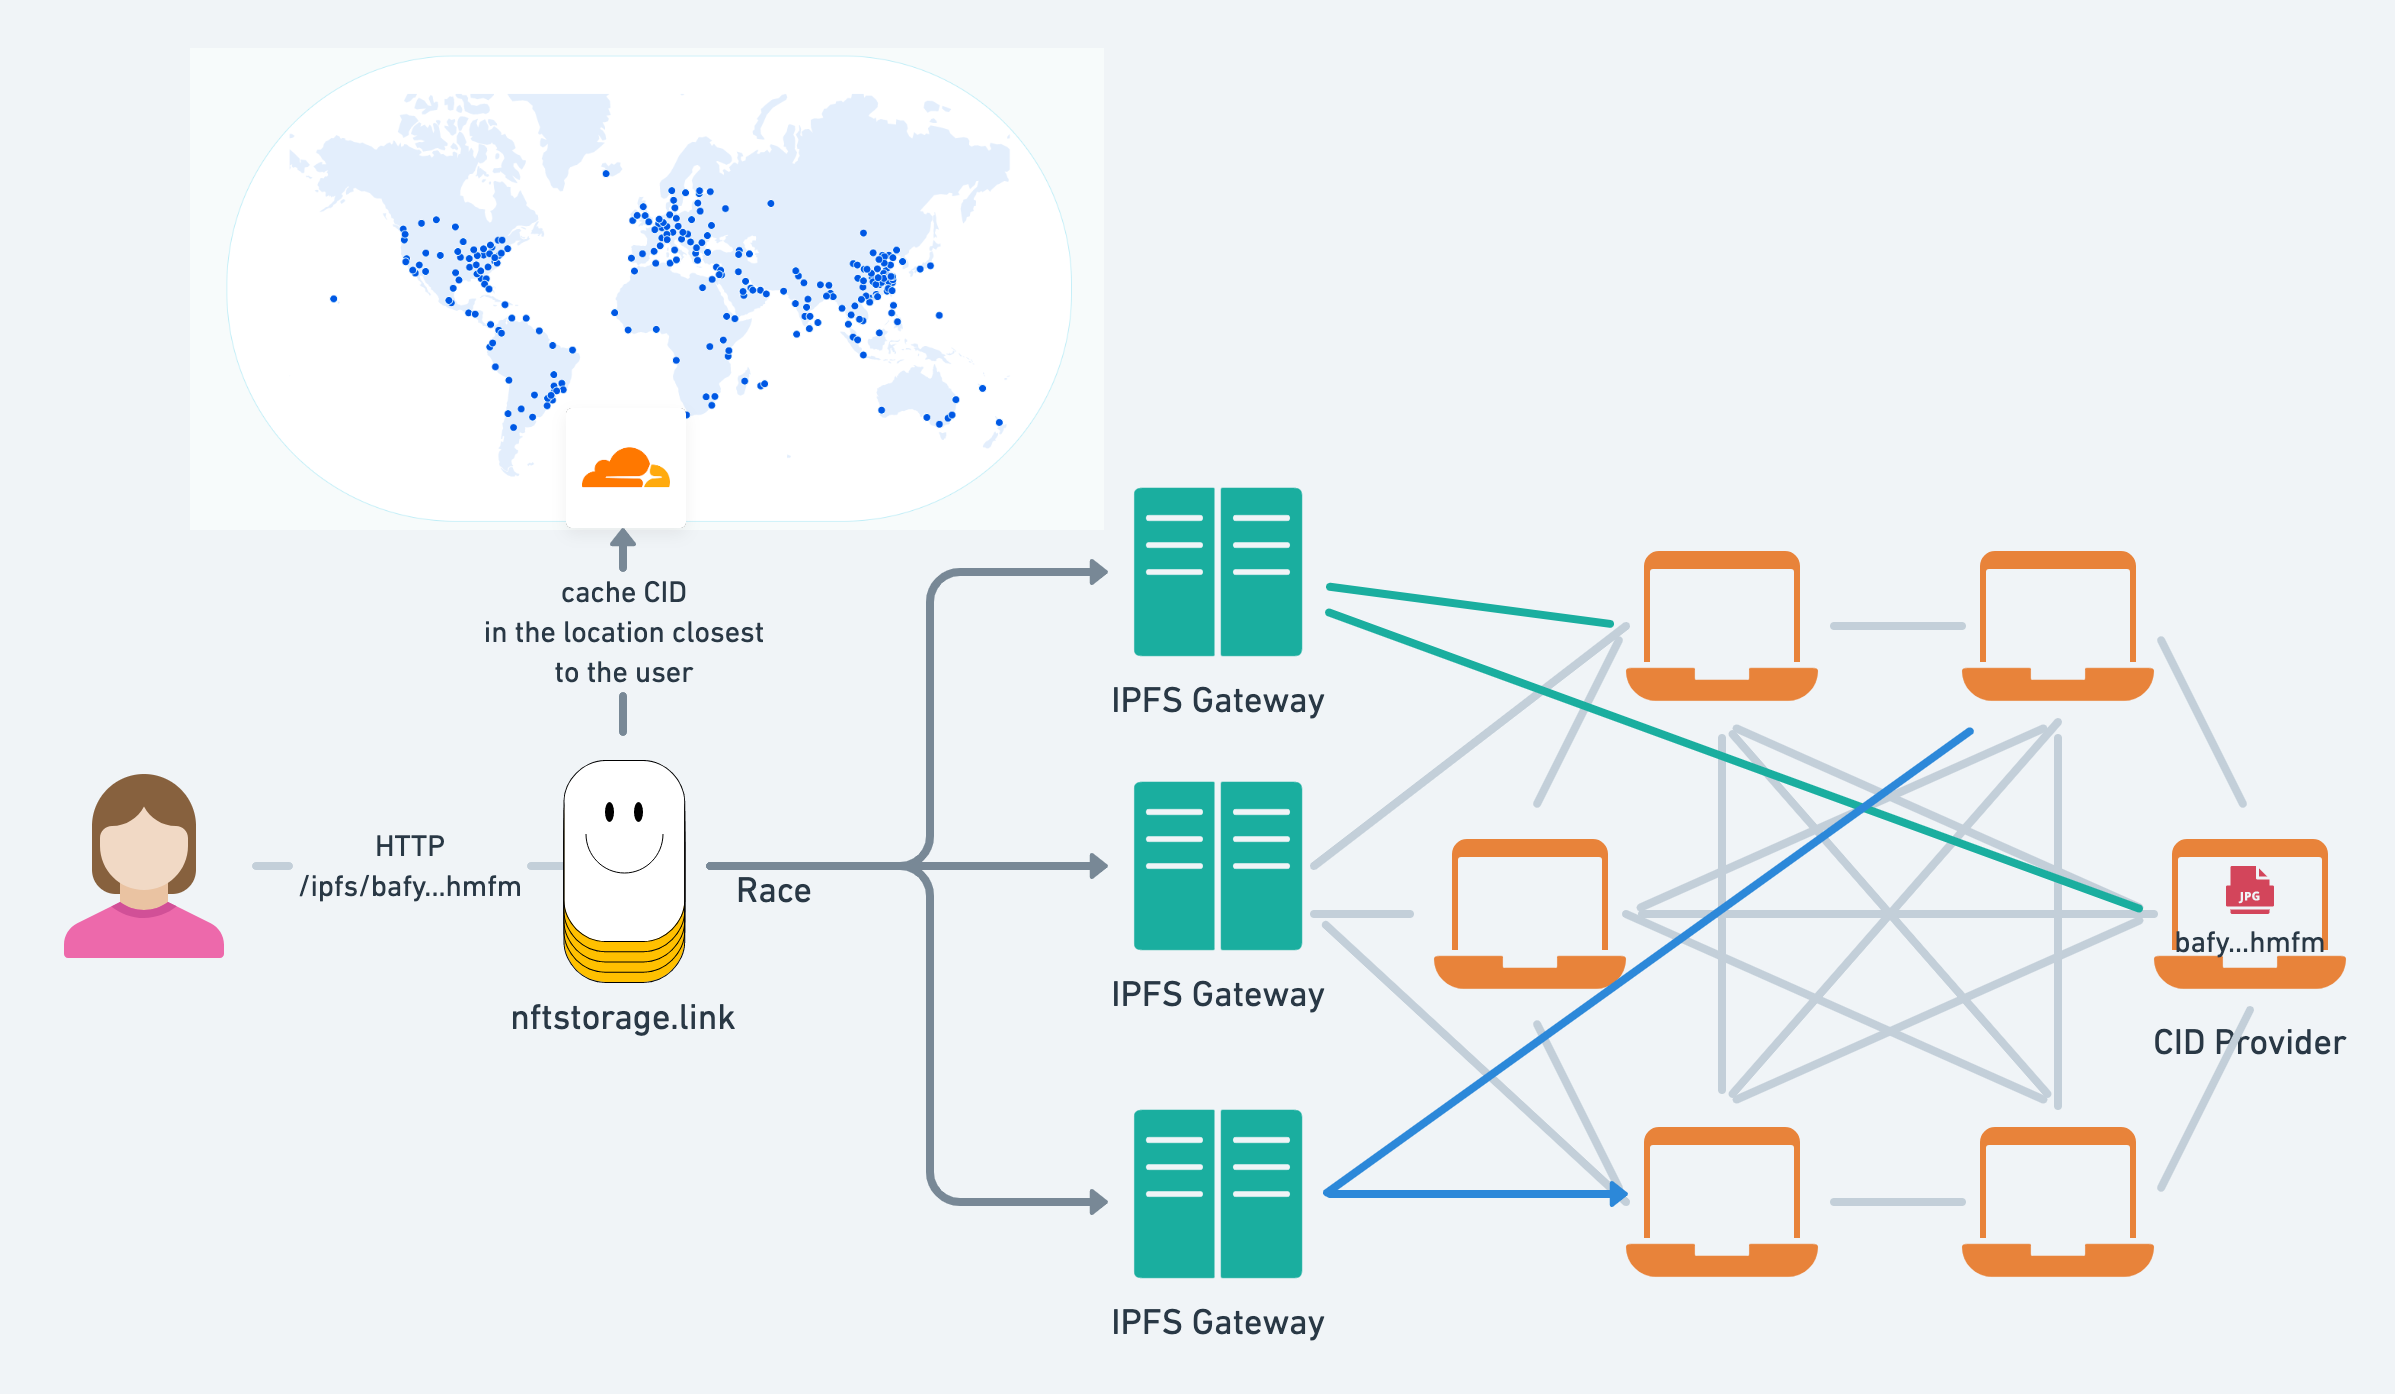 cache CID
in the location closest
to the user
HTTP
/ipfs/bafy...hmfm
nftstorage.link
Race
IPFS Gateway
IPFS Gateway
IPFS Gateway
JPG
bafy...hmfm
CID Provider